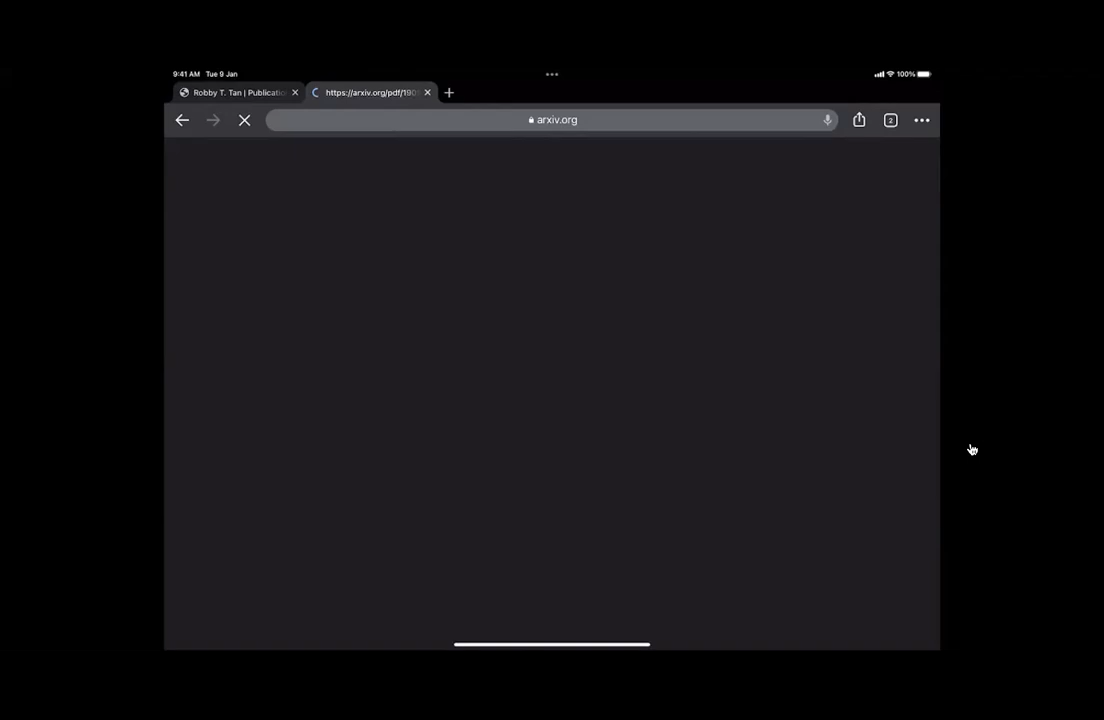 9:41 AM Tue 9 Jan
100%
Robby T. Tan | Publicatio
https://arxiv.org/pdf/190
arxiv.org
2